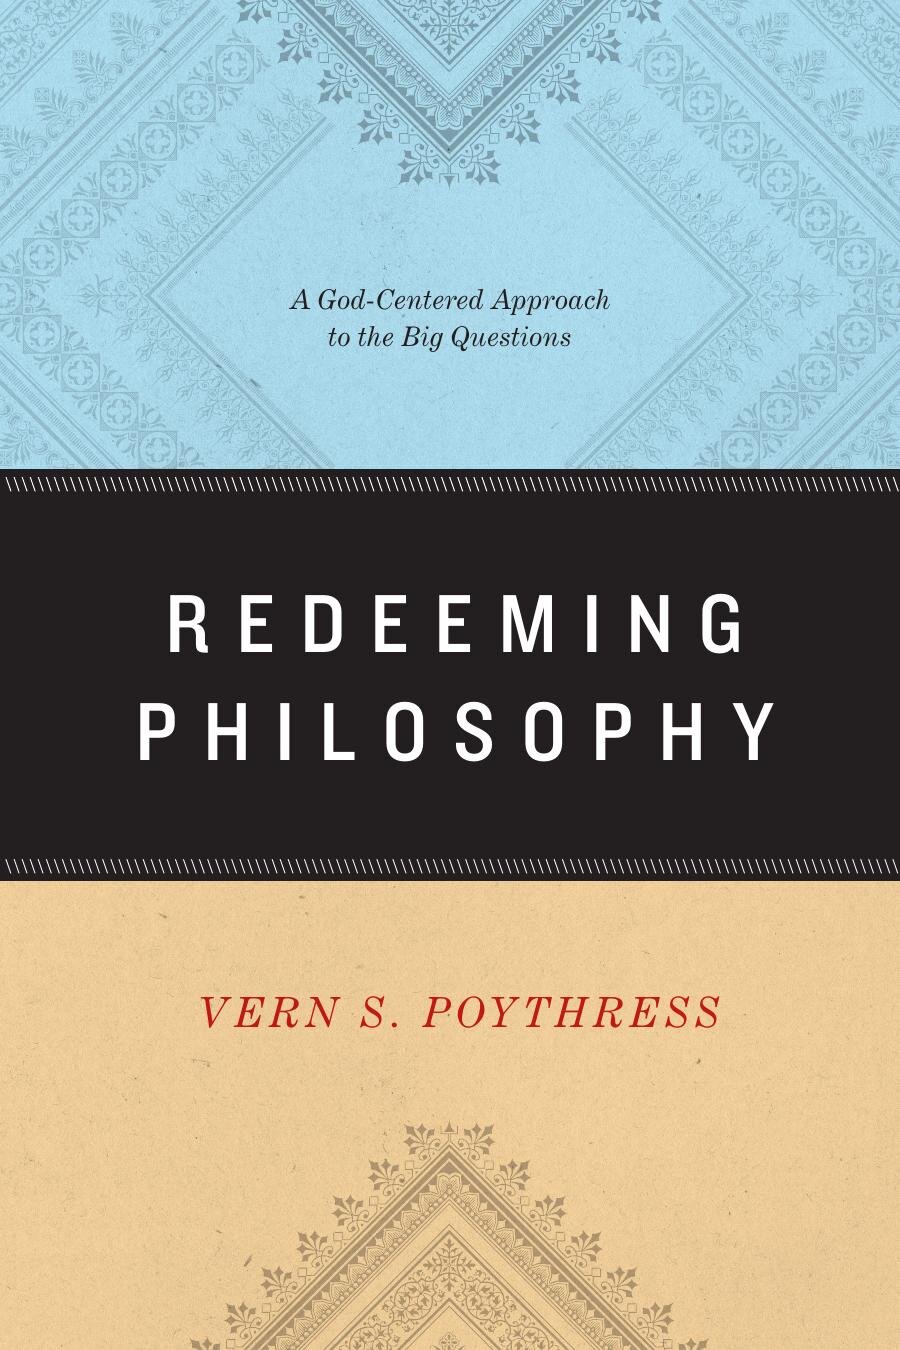 A God-Centered Approach
to the Big Questions
REDEEMING
PHILOSOPHY
VERN S. POYTHRESS